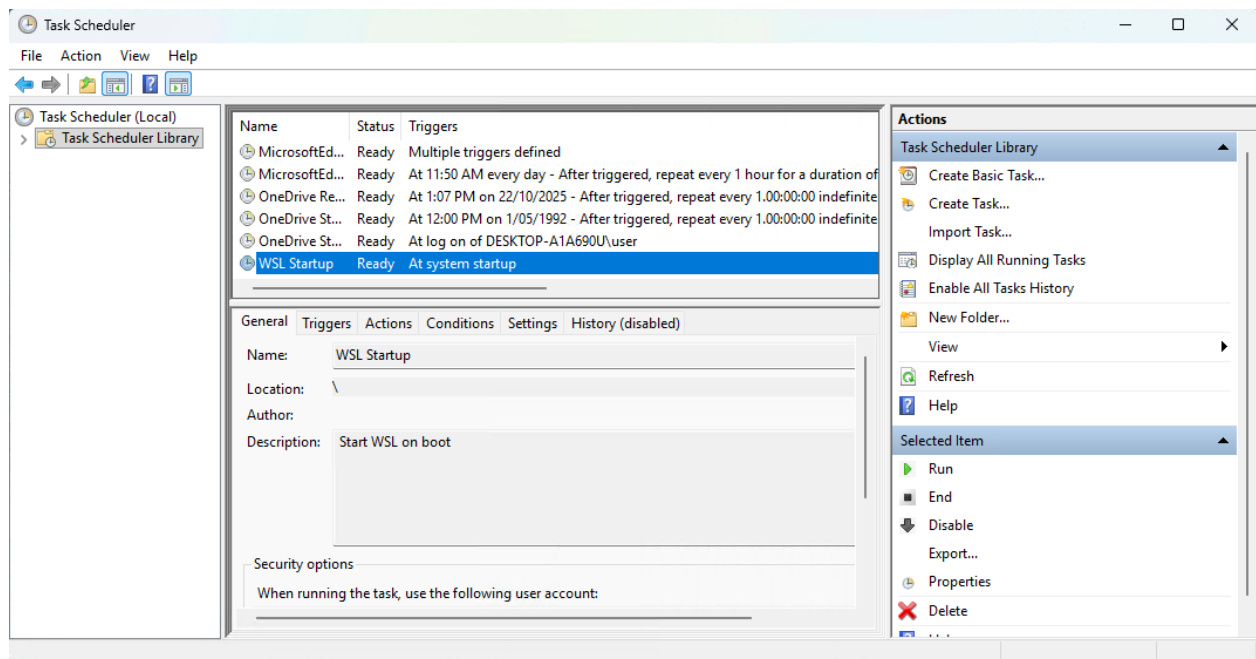 Task Scheduler
File Action View Help
Task Scheduler (Local)
Task Scheduler Library
Name Status Triggers
MicrosoftEd... Ready Multiple triggers defined
MicrosoftEd... Ready At 11:50 AM every day - After triggered, repeat every 1 hour for a duration of
OneDrive Re... Ready At 1:07 PM on 22/10/2025 - After triggered, repeat every 1.00:00:00 indefinite
OneDrive St... Ready At 12:00 PM on 1/05/1992 - After triggered, repeat every 1.00:00:00 indefinite
OneDrive St... Ready At log on of DESKTOP-A1A690U\user
WSL Startup Ready At system startup
General Triggers Actions Conditions Settings History (disabled)
Name: WSL Startup
Location: \
Author:
Description: Start WSL on boot
Security options
When running the task, use the following user account:
Actions
Task Scheduler Library
Create Basic Task...
Create Task...
Import Task...
Display All Running Tasks
Enable All Tasks History
New Folder...
View
Refresh
Help
Selected Item
Run
End
Disable
Export...
Properties
Delete